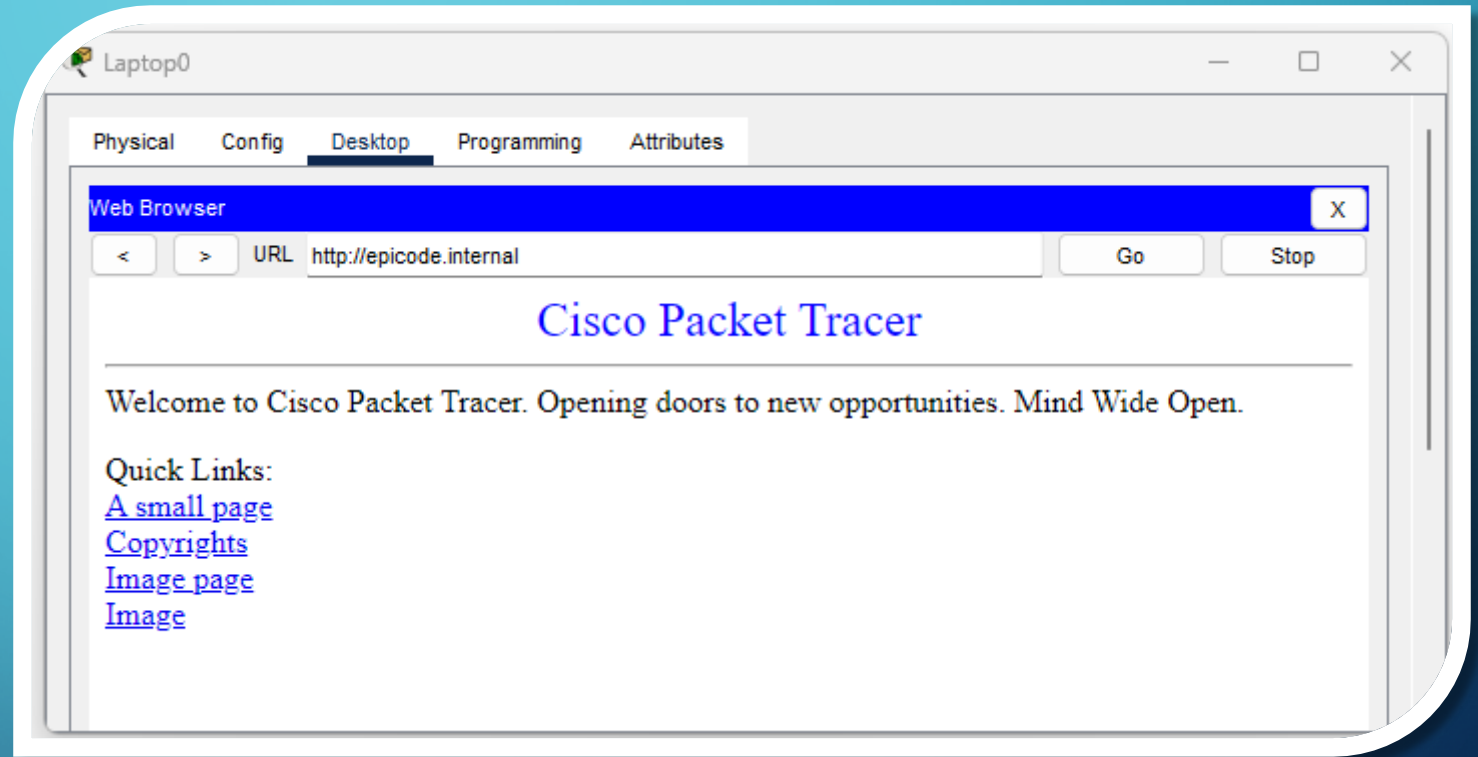 Laptop0
Physical Config Desktop Programming Attributes
Web Browser X
< > URL http://epicode.internal Go Stop
Cisco Packet Tracer
Welcome to Cisco Packet Tracer. Opening doors to new opportunities. Mind Wide Open.
Quick Links:
A small page
Copyrights
Image page
Image